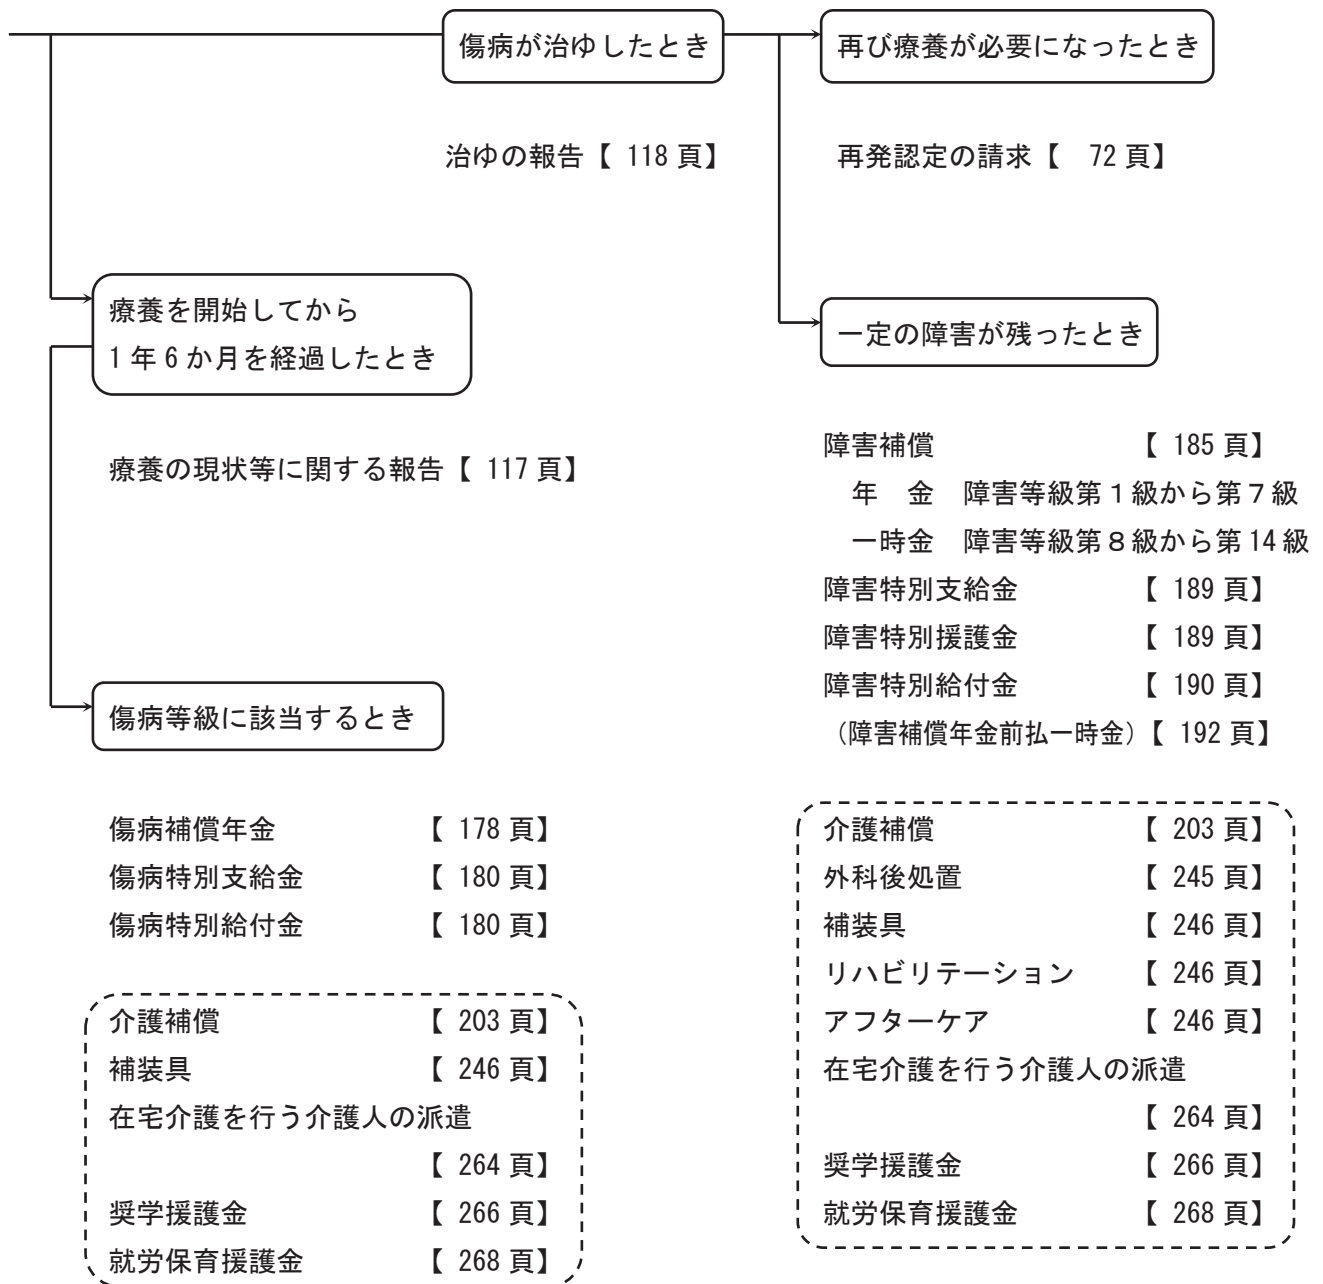 傷病が治ゆしたとき
再び療養が必要になったとき
治ゆの報告【 118 頁】
再発認定の請求【 72 頁】
療養を開始してから
1 年 6 か月を経過したとき
療養の現状等に関する報告【 117 頁】
傷病等級に該当するとき
傷病補償年金 【 178 頁】
傷病特別支給金 【 180 頁】
傷病特別給付金 【 180 頁】
介護補償 【 203 頁】
補装具 【 246 頁】
在宅介護を行う介護人の派遣
【 264 頁】
奨学援護金 【 266 頁】
就労保育援護金 【 268 頁】
一定の障害が残ったとき
障害補償 【 185 頁】
年 金 障害等級第1級から第7級
一時金 障害等級第8級から第 14 級
障害特別支給金 【 189 頁】
障害特別援護金 【 189 頁】
障害特別給付金 【 190 頁】
(障害補償年金前払一時金)【 192 頁】
介護補償 【 203 頁】
外科後処置 【 245 頁】
補装具 【 246 頁】
リハビリテーション 【 246 頁】
アフターケア 【 246 頁】
在宅介護を行う介護人の派遣
【 264 頁】
奨学援護金 【 266 頁】
就労保育援護金 【 268 頁】